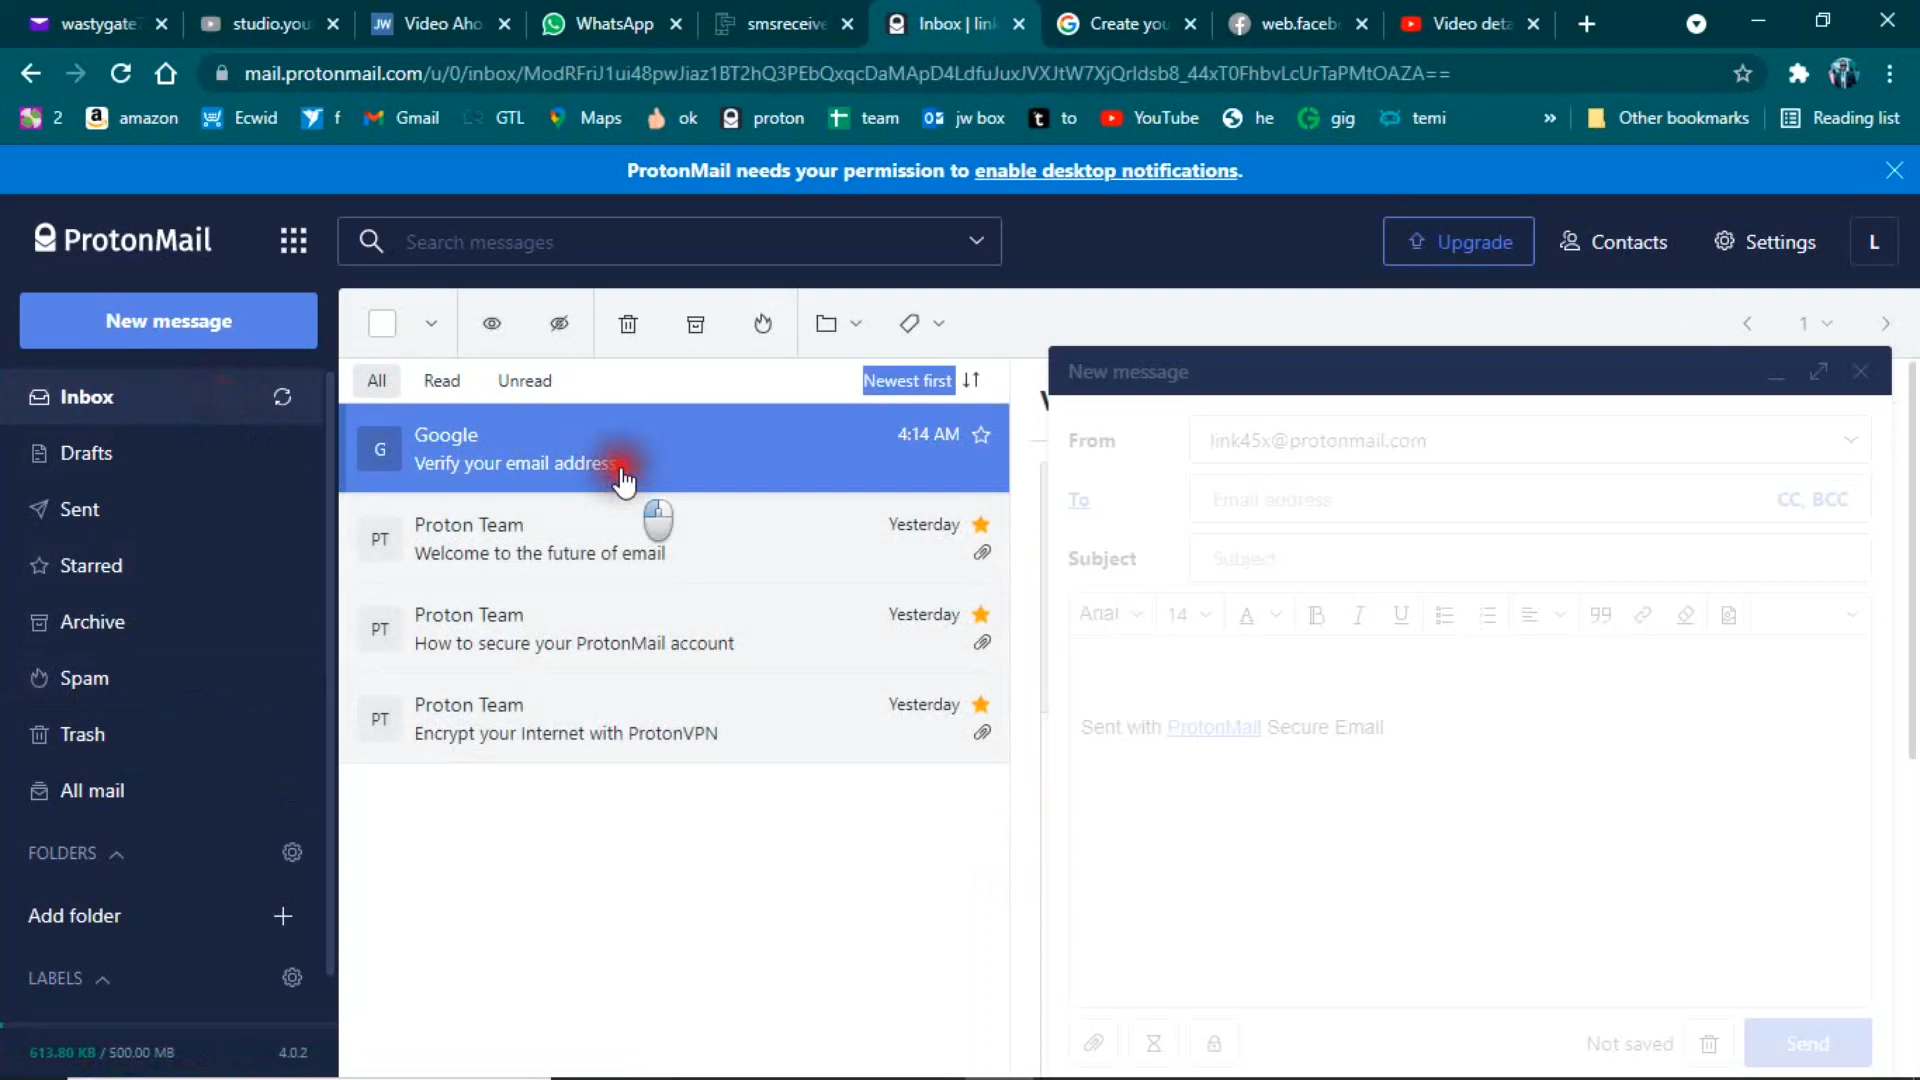 wastygate
studio.you
Video Aho
WhatsApp
smsreceive
Inbox | link
Create you
web.faceb
Video deta
mail.protonmail.com/u/0/inbox/ModRFriJ1ui48pwJiaz1BT2hQ3PEbQxqcDaMApD4LdfuJuxJVXJtW7XjQrIdsb8_44xT0FhbvLcUrTaPMtOAZA==
2 amazon Ecwid f Gmail GTL Maps ok proton team jw box to YouTube he gig temi » Other bookmarks Reading list
ProtonMail needs your permission to enable desktop notifications.
ProtonMail
Search messages
Upgrade
Contacts
Settings
L
New message
1
Inbox
Drafts
Sent
Starred
Archive
Spam
Trash
All mail
FOLDERS
Add folder
LABELS
613.80 KB / 500.00 MB
4.0.2
All Read Unread Newest first
G Google 4:14 AM
Verify your email address
PT Proton Team Yesterday
Welcome to the future of email
PT Proton Team Yesterday
How to secure your ProtonMail account
PT Proton Team Yesterday
Encrypt your Internet with ProtonVPN
New message
From link45x@protonmail.com
To Email address CC, BCC
Subject Subject
Arial 14
Sent with ProtonMail Secure Email
Not saved Send